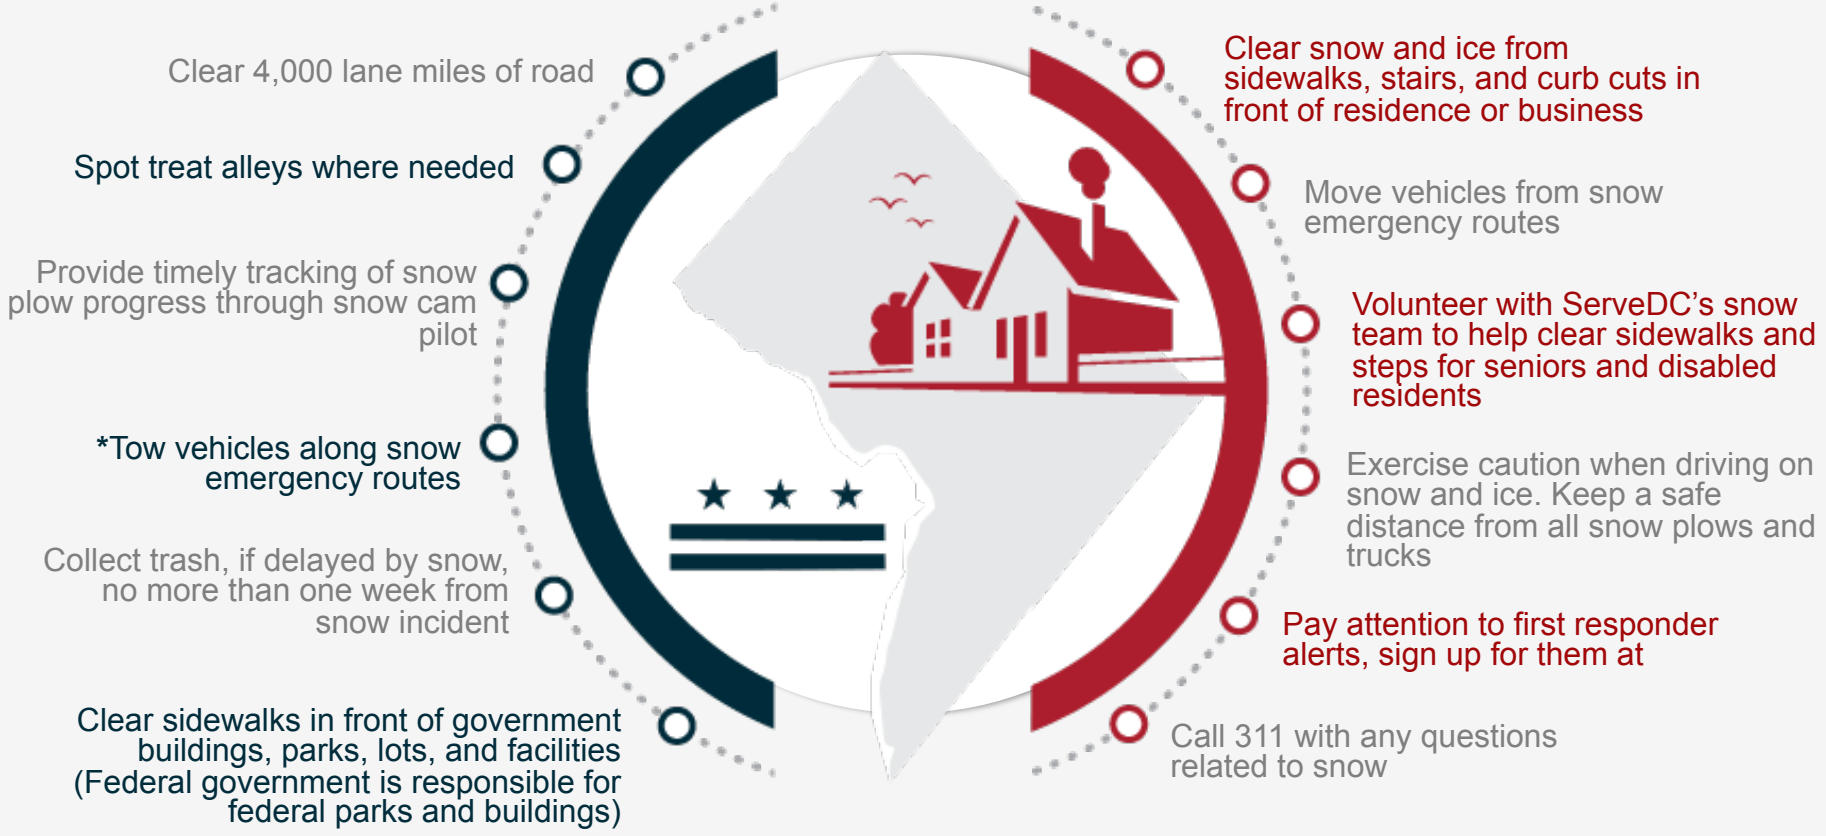 Clear 4,000 lane miles of road
Spot treat alleys where needed
Provide timely tracking of snow
plow progress through snow cam
pilot
*Tow vehicles along snow
emergency routes
Collect trash, if delayed by snow,
no more than one week from
snow incident
Clear sidewalks in front of government
buildings, parks, lots, and facilities
(Federal government is responsible for
federal parks and buildings)
Clear snow and ice from
sidewalks, stairs, and curb cuts in
front of residence or business
Move vehicles from snow
emergency routes
Volunteer with ServeDC’s snow
team to help clear sidewalks and
steps for seniors and disabled
residents
Exercise caution when driving on
snow and ice. Keep a safe
distance from all snow plows and
trucks
Pay attention to first responder
alerts, sign up for them at
Call 311 with any questions
related to snow